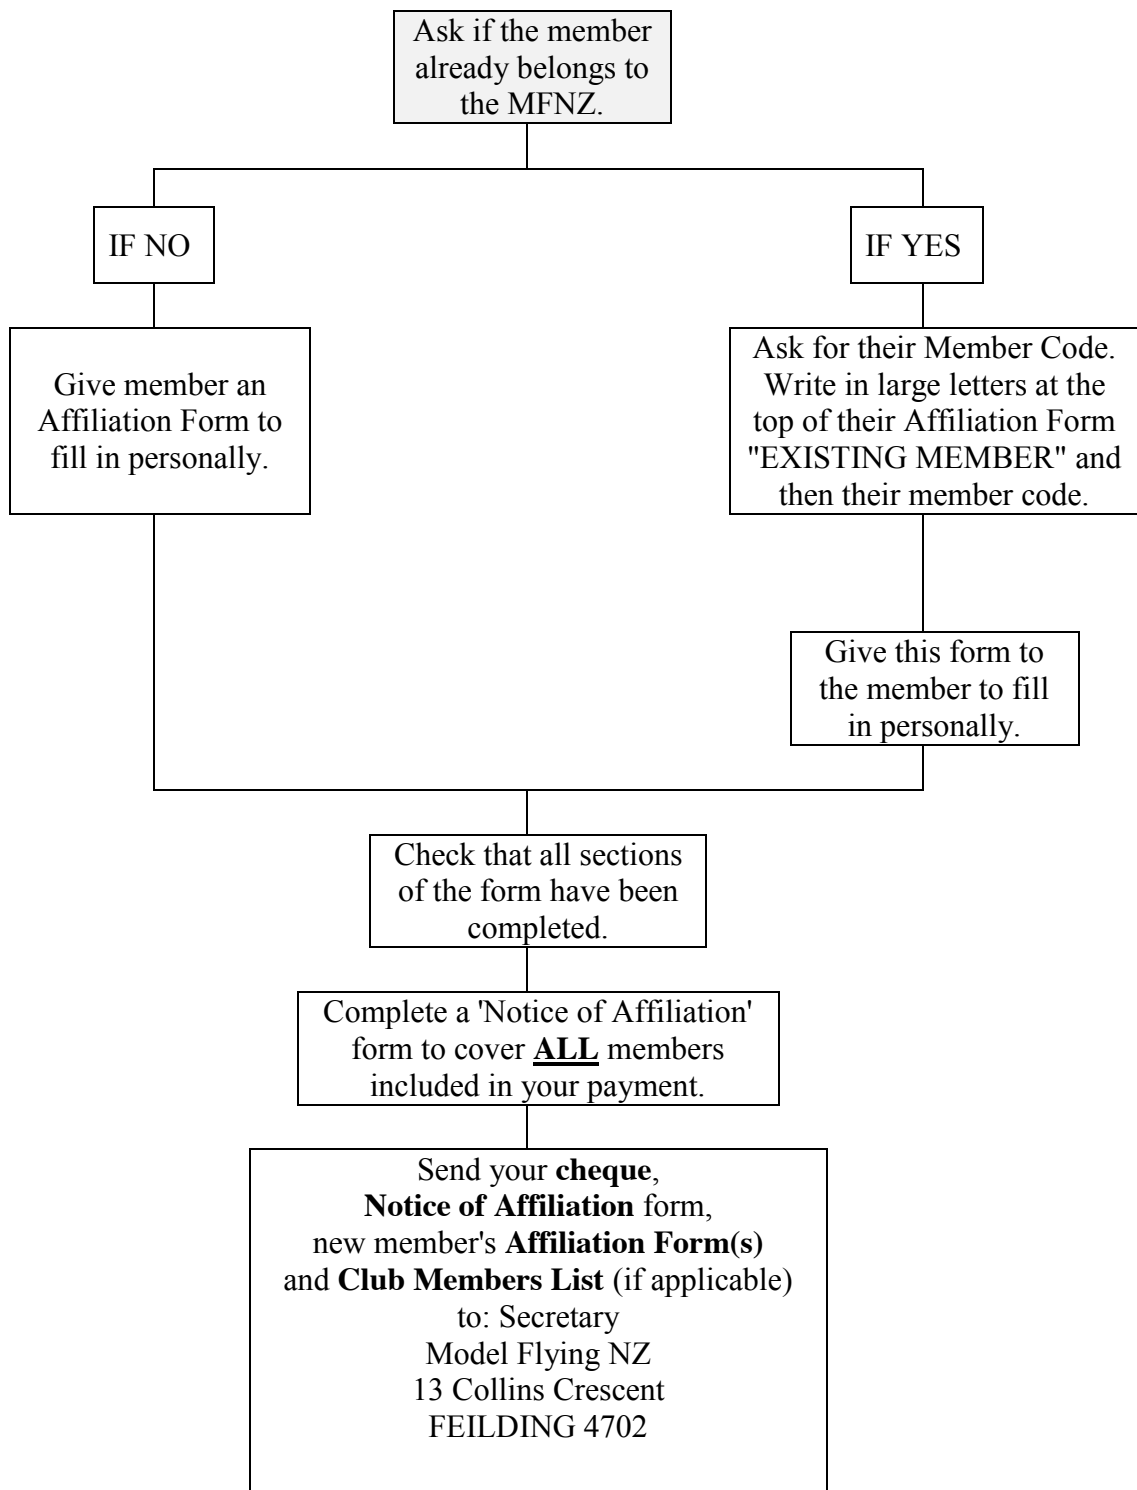 Ask if the member
already belongs to
the MFNZ.
IF NO
IF YES
Give member an
Affiliation Form to
fill in personally.
Ask for their Member Code.
Write in large letters at the
top of their Affiliation Form
"EXISTING MEMBER" and
then their member code.
Give this form to
the member to fill
in personally.
Check that all sections
of the form have been
completed.
Complete a 'Notice of Affiliation'
form to cover ALL members
included in your payment.
Send your cheque,
Notice of Affiliation form,
new member's Affiliation Form(s)
and Club Members List (if applicable)
to: Secretary
Model Flying NZ
13 Collins Crescent
FEILDING 4702